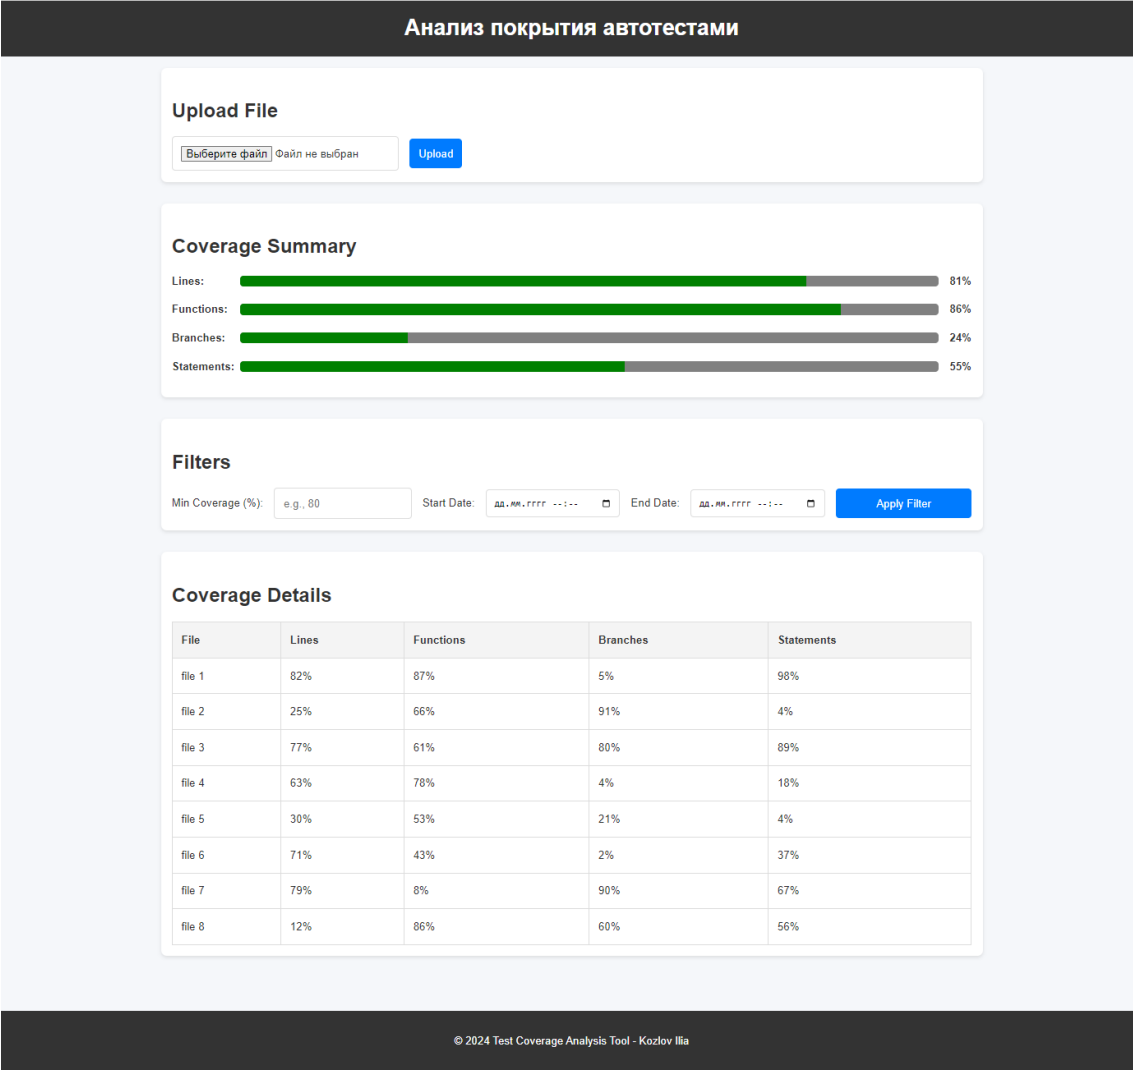 Анализ покрытия автотестами
Upload File
Выберите файл Файл не выбран Upload
Coverage Summary
Lines: 81%
Functions: 86%
Branches: 24%
Statements: 55%
Filters
Min Coverage (%): e.g., 80 Start Date: дд.мм.гггг --:-- End Date: дд.мм.гггг --:-- Apply Filter
Coverage Details
File Lines Functions Branches Statements
file 1 82% 87% 5% 98%
file 2 25% 66% 91% 4%
file 3 77% 61% 80% 89%
file 4 63% 78% 4% 18%
file 5 30% 53% 21% 4%
file 6 71% 43% 2% 37%
file 7 79% 8% 90% 67%
file 8 12% 86% 60% 56%
© 2024 Test Coverage Analysis Tool - Kozlov Ilia